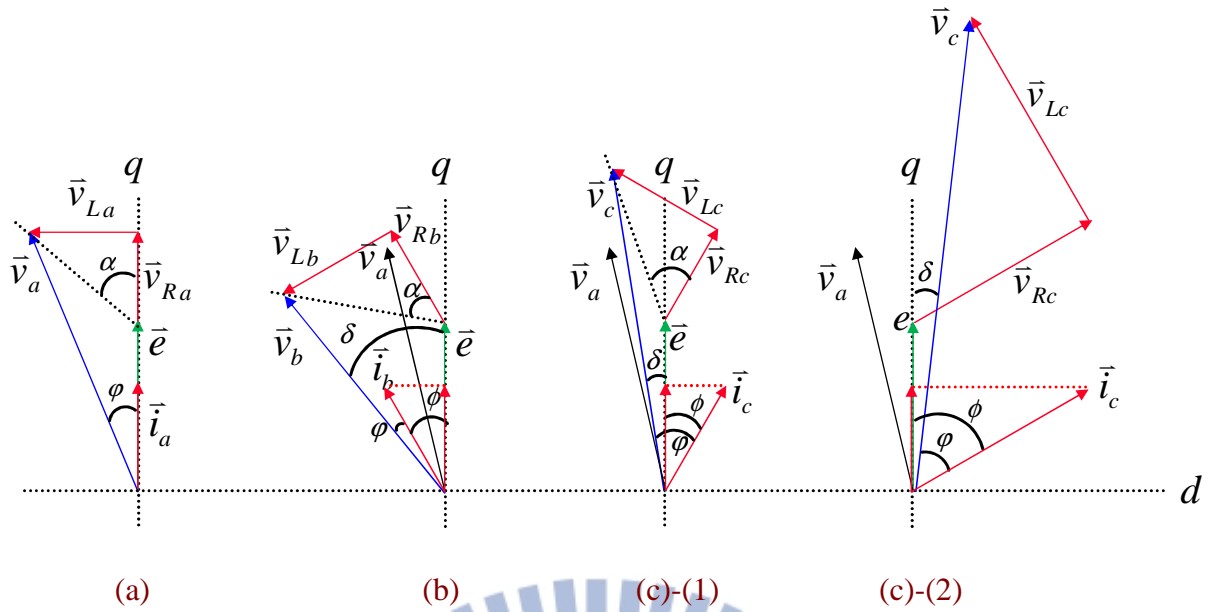 q
v⃗_La
v⃗_a
α
v⃗_Ra
e⃗
φ
i⃗_a
(a)
q
v⃗_Rb
v⃗_Lb
v⃗_a
α
v⃗_b
δ
e⃗
i⃗_b
ϕ
φ
(b)
q
v⃗_c
v⃗_Lc
α
v⃗_a
v⃗_Rc
e⃗
δ
i⃗_c
ϕ
φ
(c)-(1)
v⃗_c
v⃗_Lc
q
v⃗_a
δ
v⃗_Rc
e
i⃗_c
ϕ
φ
d
(c)-(2)